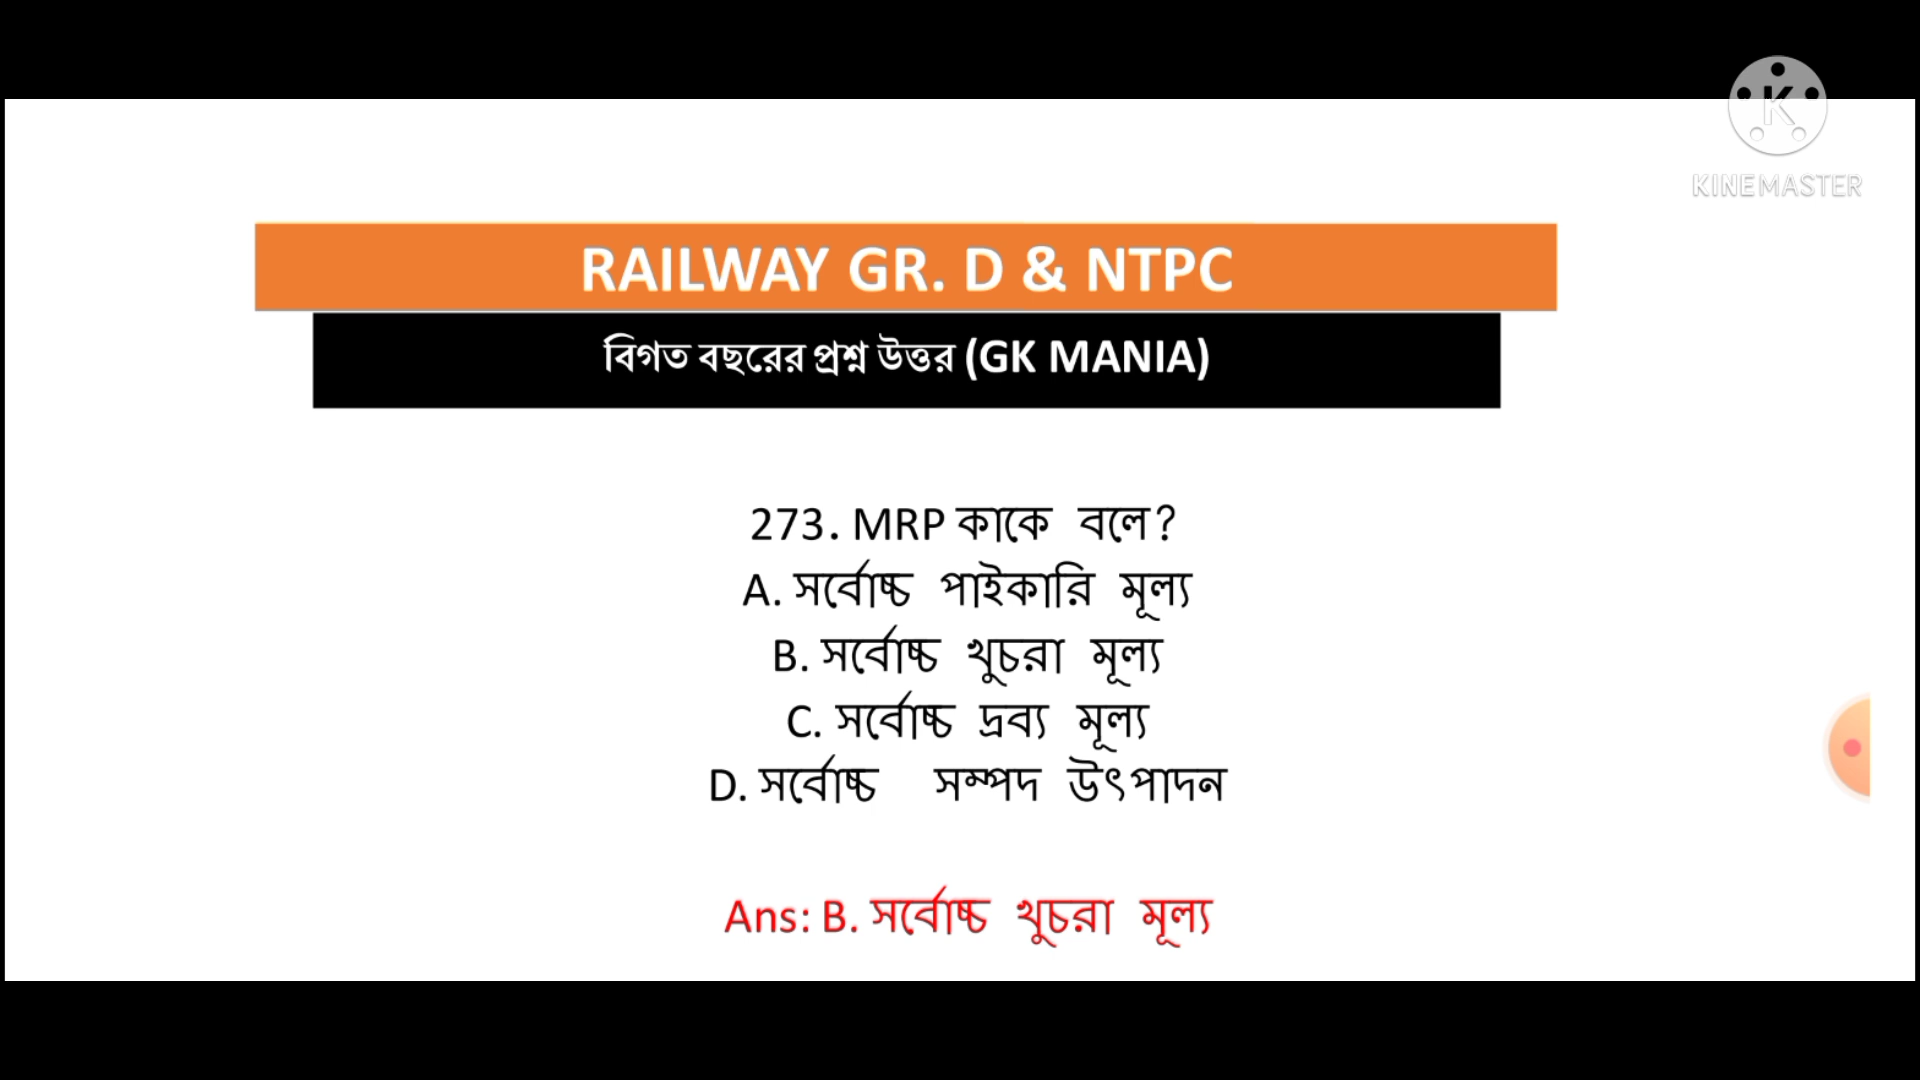 K
KINEMASTER
RAILWAY GR. D & NTPC
বিগত বছরের প্রশ্ন উত্তর (GK MANIA)
273. MRP কাকে বলে?
A. সর্বোচ্চ পাইকারি মূল্য
B. সর্বোচ্চ খুচরা মূল্য
C. সর্বোচ্চ দ্রব্য মূল্য
D. সর্বোচ্চ সম্পদ উৎপাদন
Ans: B. সর্বোচ্চ খুচরা মূল্য